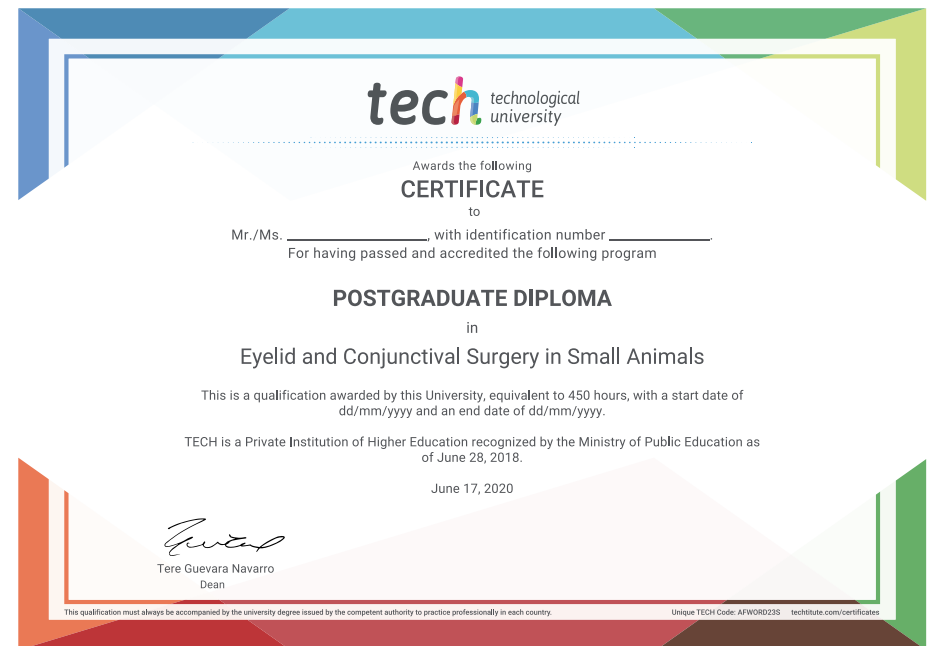 tech technological
university
Awards the following
CERTIFICATE
to
Mr./Ms. ____________________, with identification number ______________.
For having passed and accredited the following program
POSTGRADUATE DIPLOMA
in
Eyelid and Conjunctival Surgery in Small Animals
This is a qualification awarded by this University, equivalent to 450 hours, with a start date of
dd/mm/yyyy and an end date of dd/mm/yyyy.
TECH is a Private Institution of Higher Education recognized by the Ministry of Public Education as
of June 28, 2018.
June 17, 2020
Tere Guevara Navarro
Dean
This qualification must always be accompanied by the university degree issued by the competent authority to practice professionally in each country.
Unique TECH Code: AFWORD23S techtitute.com/certificates